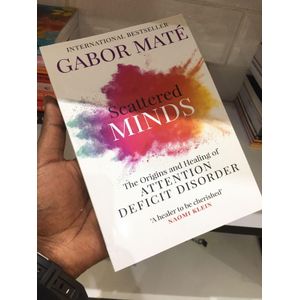 INTERNATIONAL BESTSELLER
GABOR MATÉ
Scattered
MINDS
The Origins and Healing of
ATTENTION
DEFICIT DISORDER
'A healer to be cherished'
NAOMI KLEIN